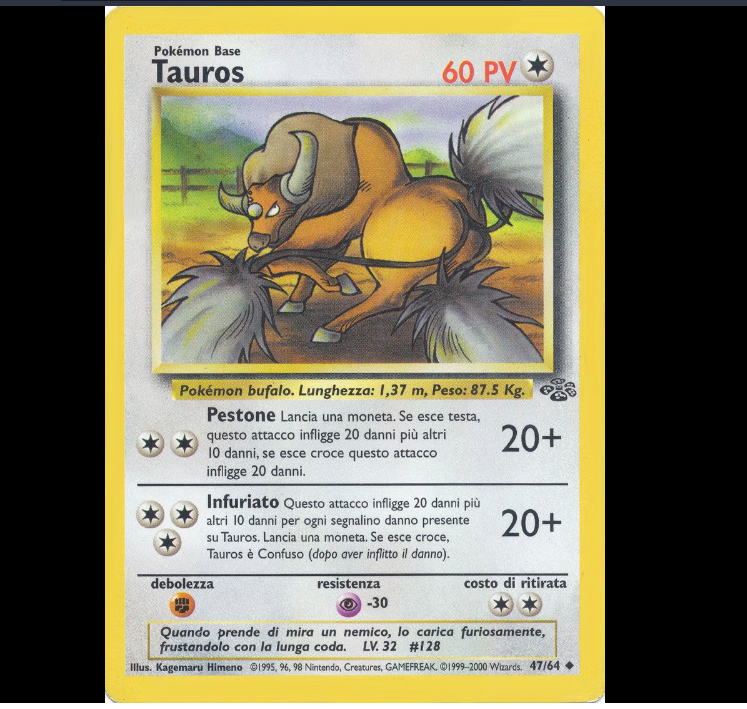 Pokémon Base
Tauros
60 PV
Pokémon bufalo. Lunghezza: 1,37 m, Peso: 87.5 Kg.
Pestone Lancia una moneta. Se esce testa,
questo attacco infligge 20 danni più altri
10 danni, se esce croce questo attacco
infligge 20 danni.
20+
Infuriato Questo attacco infligge 20 danni più
altri 10 danni per ogni segnalino danno presente
su Tauros. Lancia una moneta. Se esce croce,
Tauros è Confuso (dopo aver inflitto il danno).
20+
debolezza
resistenza
costo di ritirata
-30
Quando prende di mira un nemico, lo carica furiosamente,
frustandolo con la lunga coda. LV. 32 #128
Illus. Kagemaru Himeno ©1995, 96, 98 Nintendo, Creatures, GAMEFREAK. ©1999-2000 Wizards. 47/64